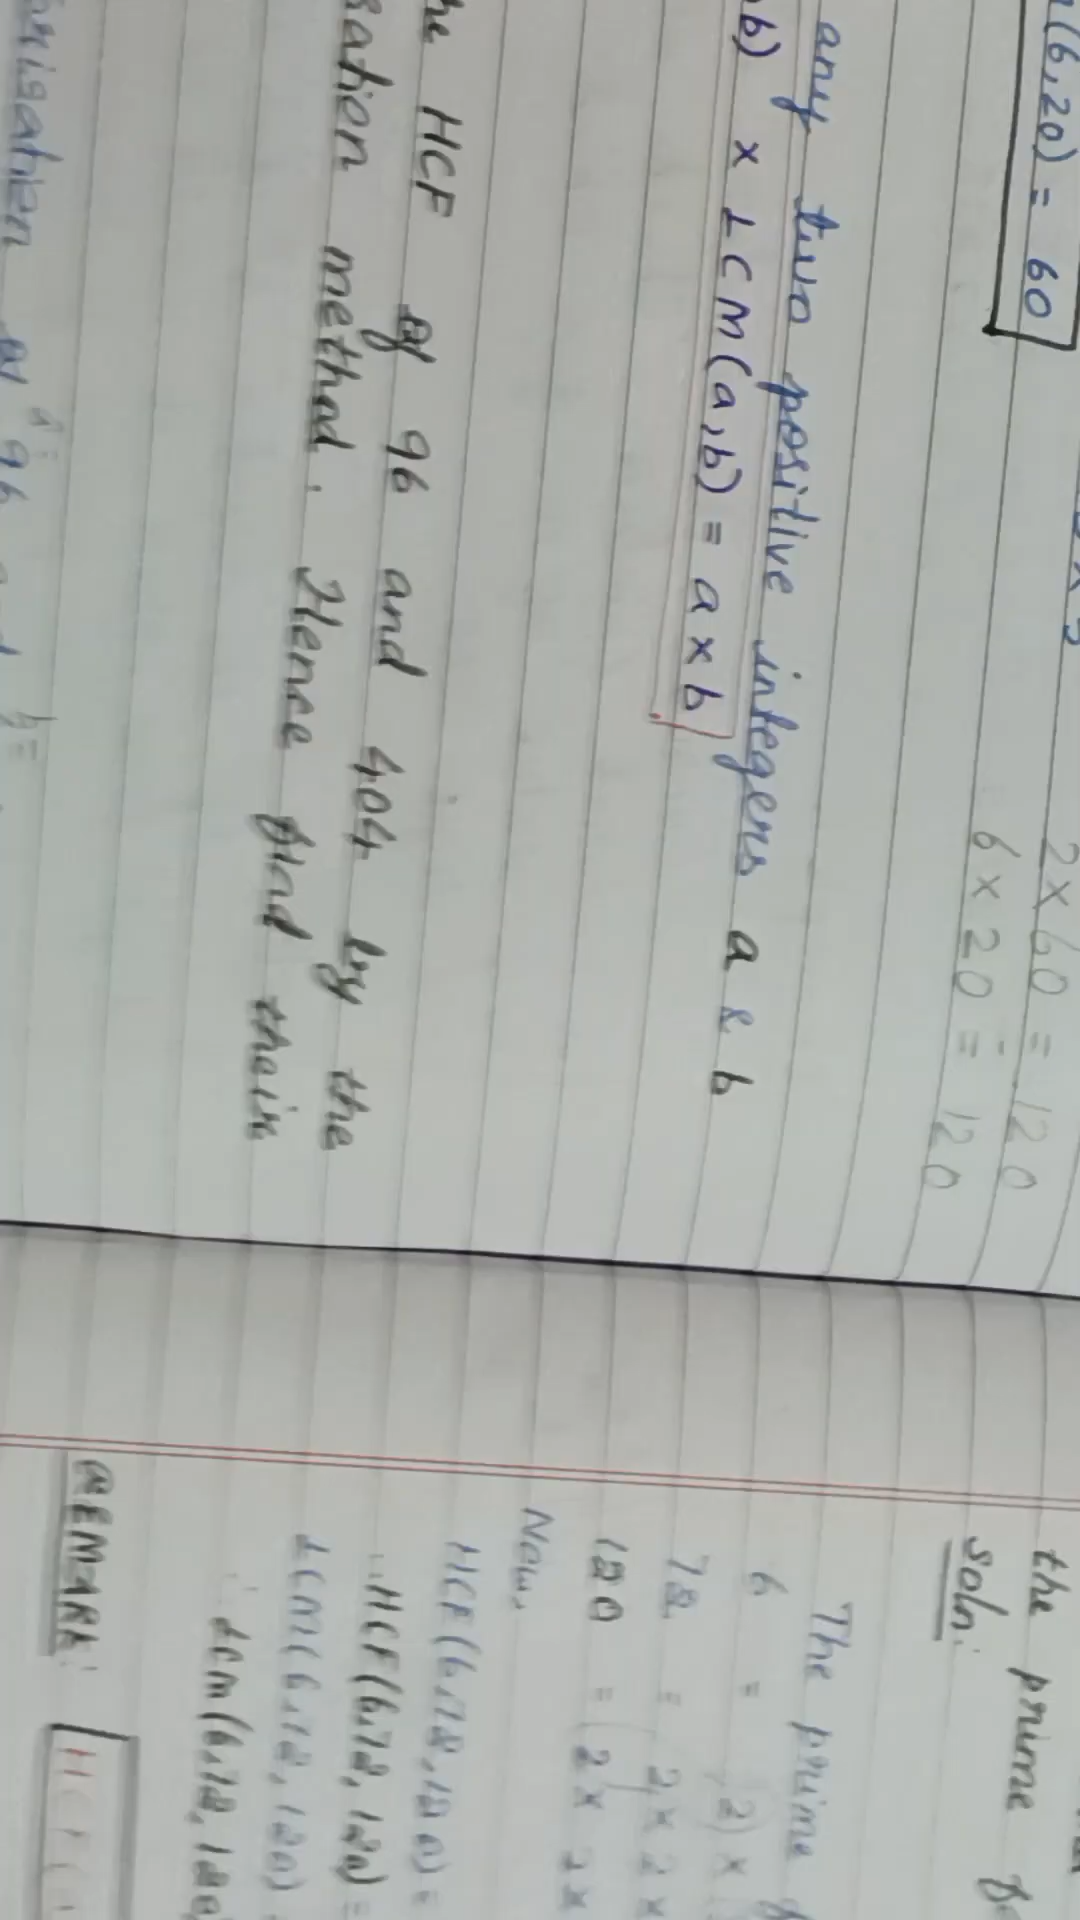 (6,20) = 60
2 × 60 = 120
6 × 20 = 120
any two positive integers a & b
b) × LCM(a,b) = a × b
HCF of 96 and 404 by the
method. Hence find their
96
the prime
Soln:
The prime
6 = 2 ×
72 = 2 × 2 ×
120 = 2 × 2 ×
Now,
HCF(6,72,120) =
∴ HCF(6,72,120) =
LCM(6,72,120)
∴ LCM(6,72,120
REMARK:
HCF(